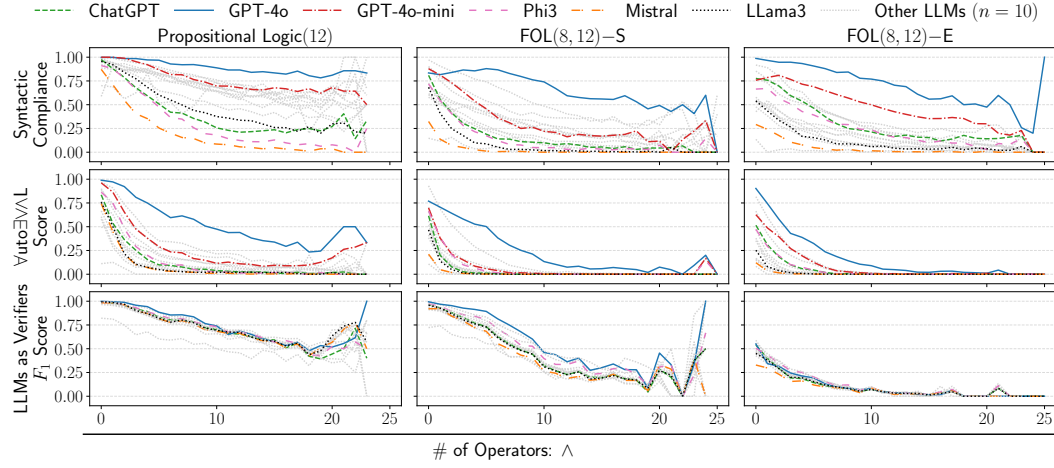 ChatGPT GPT-4o GPT-4o-mini Phi3 Mistral LLama3 Other LLMs (n = 10)
Propositional Logic(12) FOL(8, 12)−S FOL(8, 12)−E
Syntactic
Compliance
1.00
0.75
0.50
0.25
0.00
∀uto∃∨∧L
Score
1.00
0.75
0.50
0.25
0.00
LLMs as Verifiers
F1 Score
1.00
0.75
0.50
0.25
0.00
0 10 20 25 0 10 20 25 0 10 20 25
# of Operators: ∧